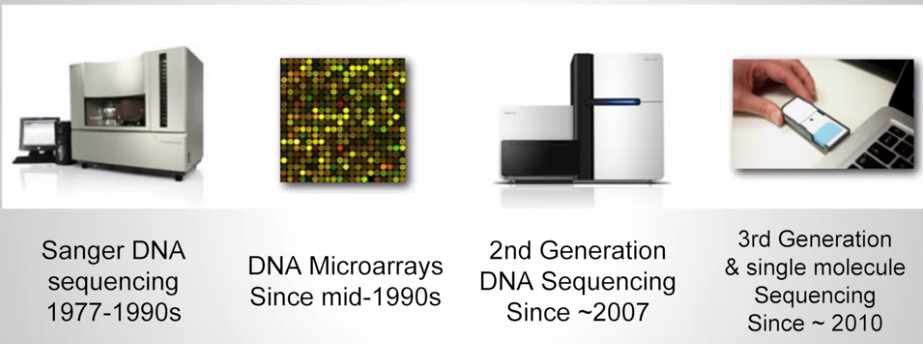 Sanger DNA
sequencing
1977-1990s
DNA Microarrays
Since mid-1990s
2nd Generation
DNA Sequencing
Since ~2007
3rd Generation
& single molecule
Sequencing
Since ~ 2010